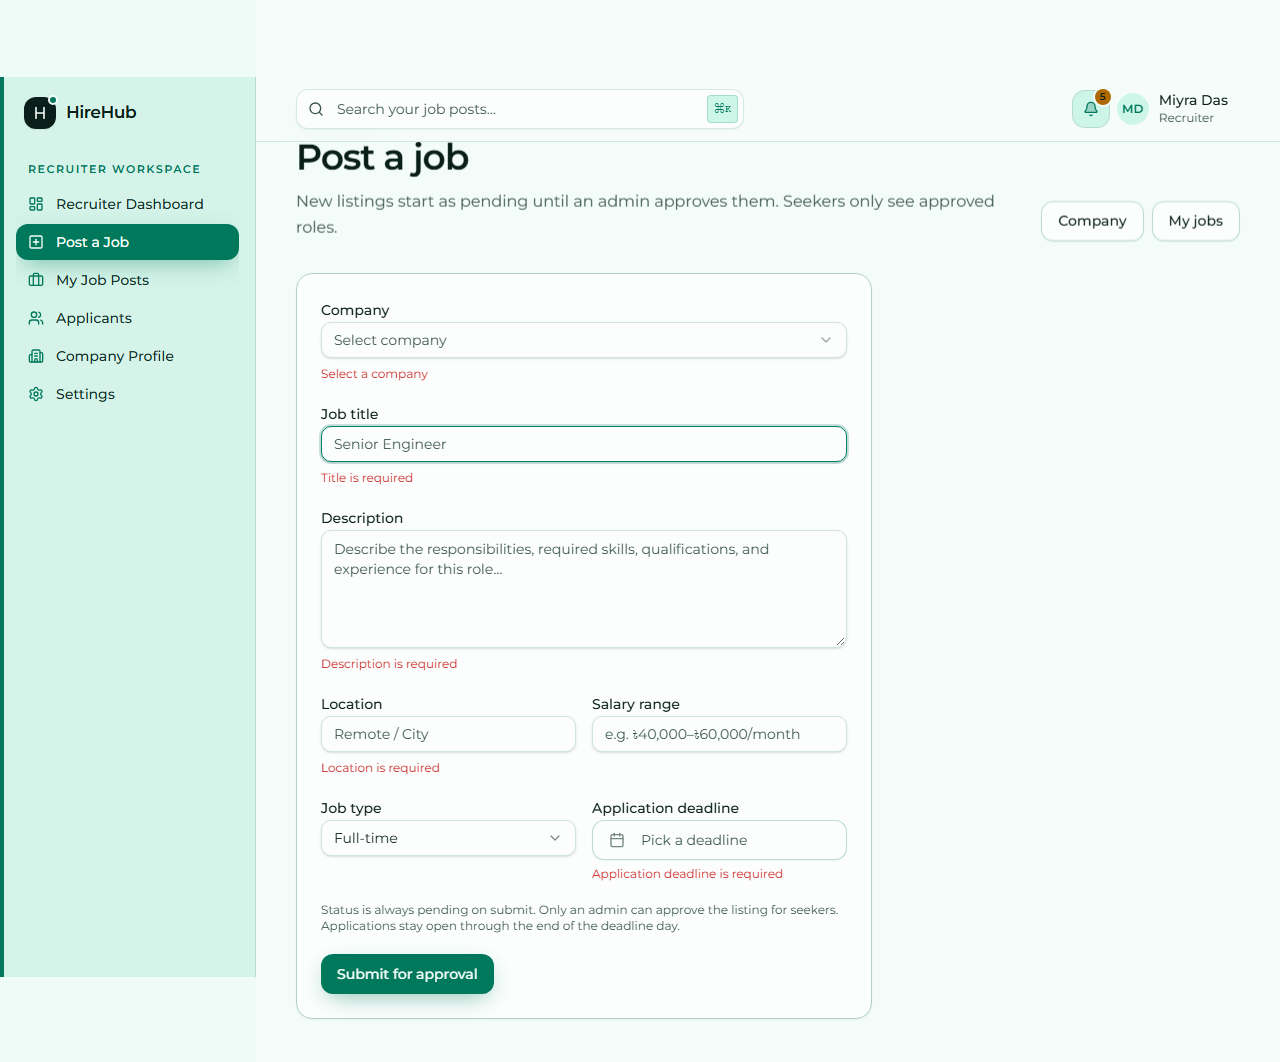 H
HireHub
Search your job posts...
⌘K
5
MD
Miyra Das
Recruiter
RECRUITER WORKSPACE
Recruiter Dashboard
Post a Job
My Job Posts
Applicants
Company Profile
Settings
Post a job
New listings start as pending until an admin approves them. Seekers only see approved
roles.
Company
My jobs
Company
Select company
Select a company
Job title
Senior Engineer
Title is required
Description
Describe the responsibilities, required skills, qualifications, and
experience for this role...
Description is required
Location
Salary range
Remote / City
e.g. ৳40,000–৳60,000/month
Location is required
Job type
Application deadline
Full-time
Pick a deadline
Application deadline is required
Status is always pending on submit. Only an admin can approve the listing for seekers.
Applications stay open through the end of the deadline day.
Submit for approval